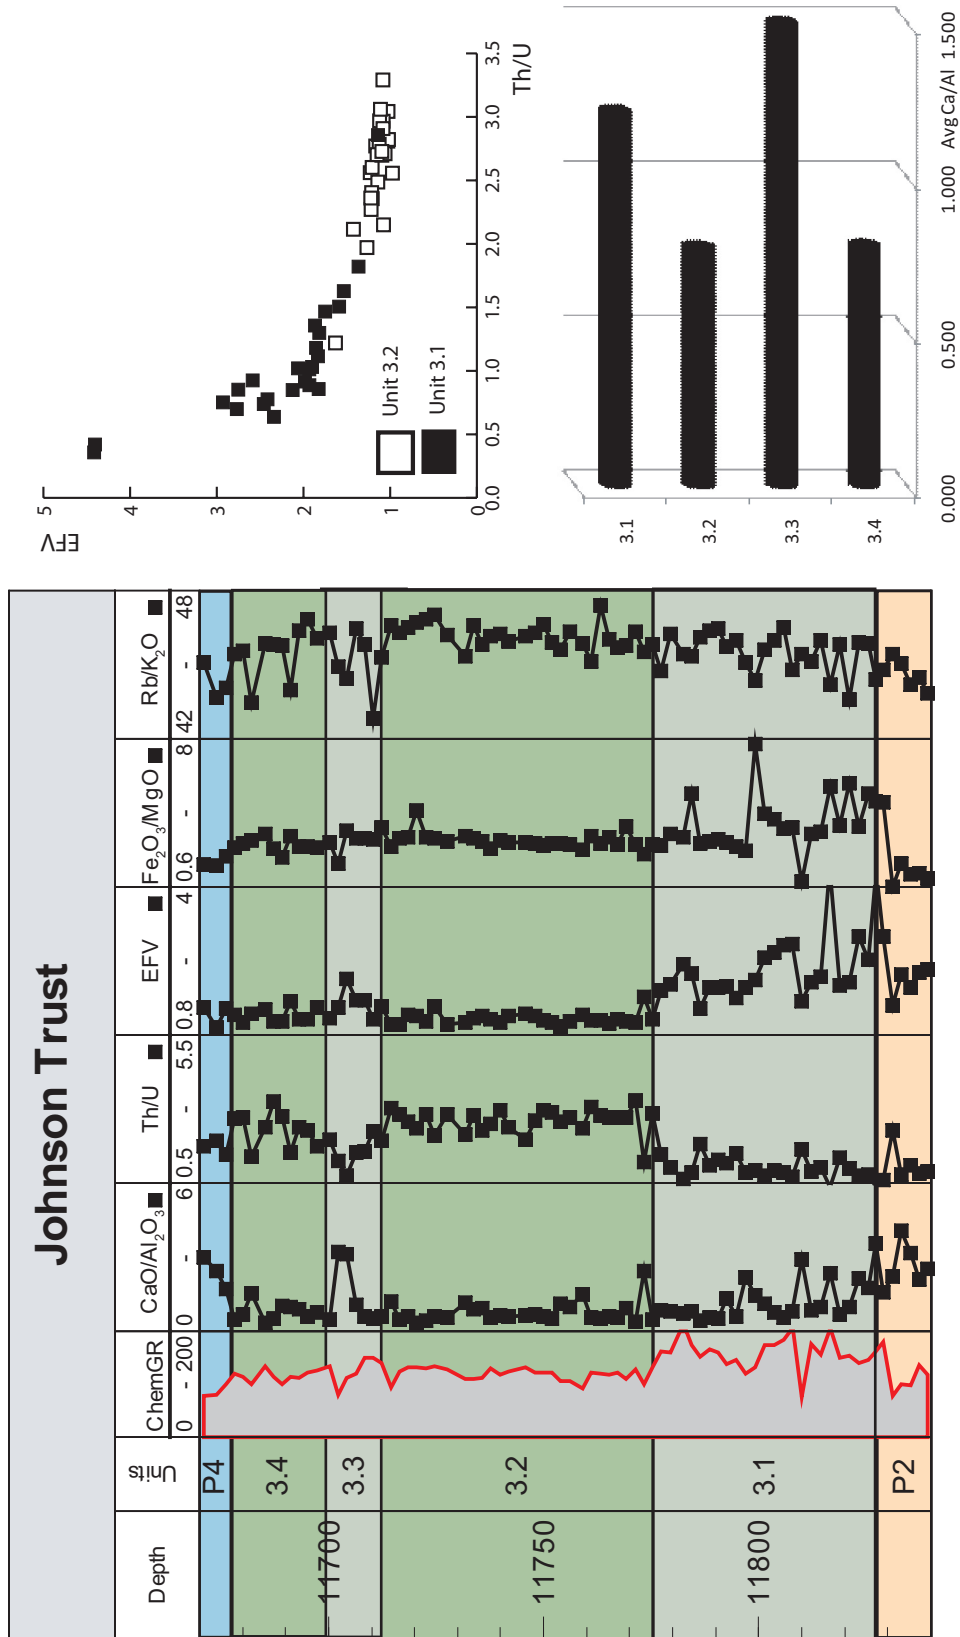 Johnson Trust
Depth
Units
ChemGR
0 - 200
CaO/Al₂O₃
0 - 6
Th/U
0.5 - 5.5
EFV
0.8 - 4
Fe₂O₃/MgO
0.6 - 8
Rb/K₂O
42 - 48
P4
3.4
3.3
3.2
3.1
P2
11700
11750
11800
EFV
5
4
3
2
1
0
0.0
0.5
1.0
1.5
2.0
2.5
3.0
3.5
Th/U
Unit 3.2
Unit 3.1
3.1
3.2
3.3
3.4
0.000
0.500
1.000
1.500
Avg Ca/Al